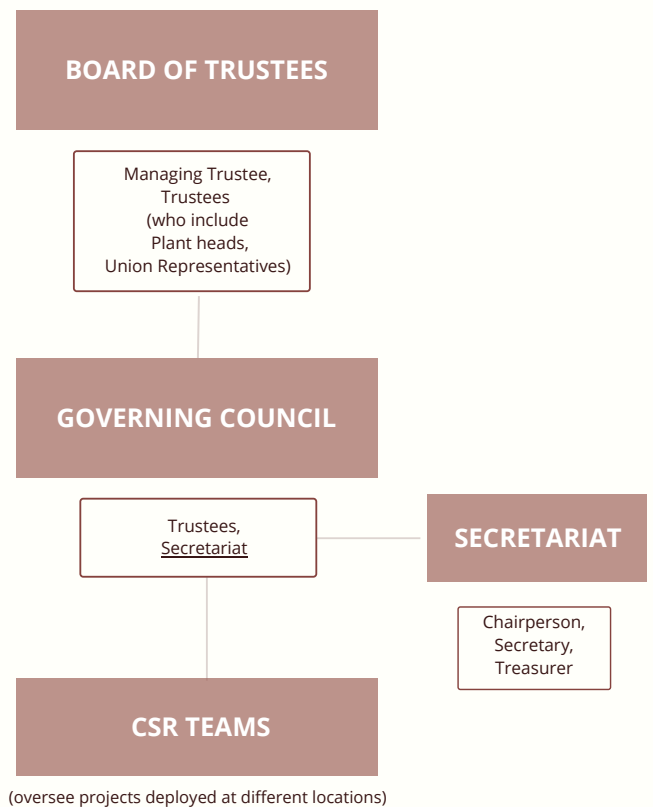 BOARD OF TRUSTEES
Managing Trustee,
Trustees
(who include
Plant heads,
Union Representatives)
GOVERNING COUNCIL
Trustees,
Secretariat
SECRETARIAT
Chairperson,
Secretary,
Treasurer
CSR TEAMS
(oversee projects deployed at different locations)